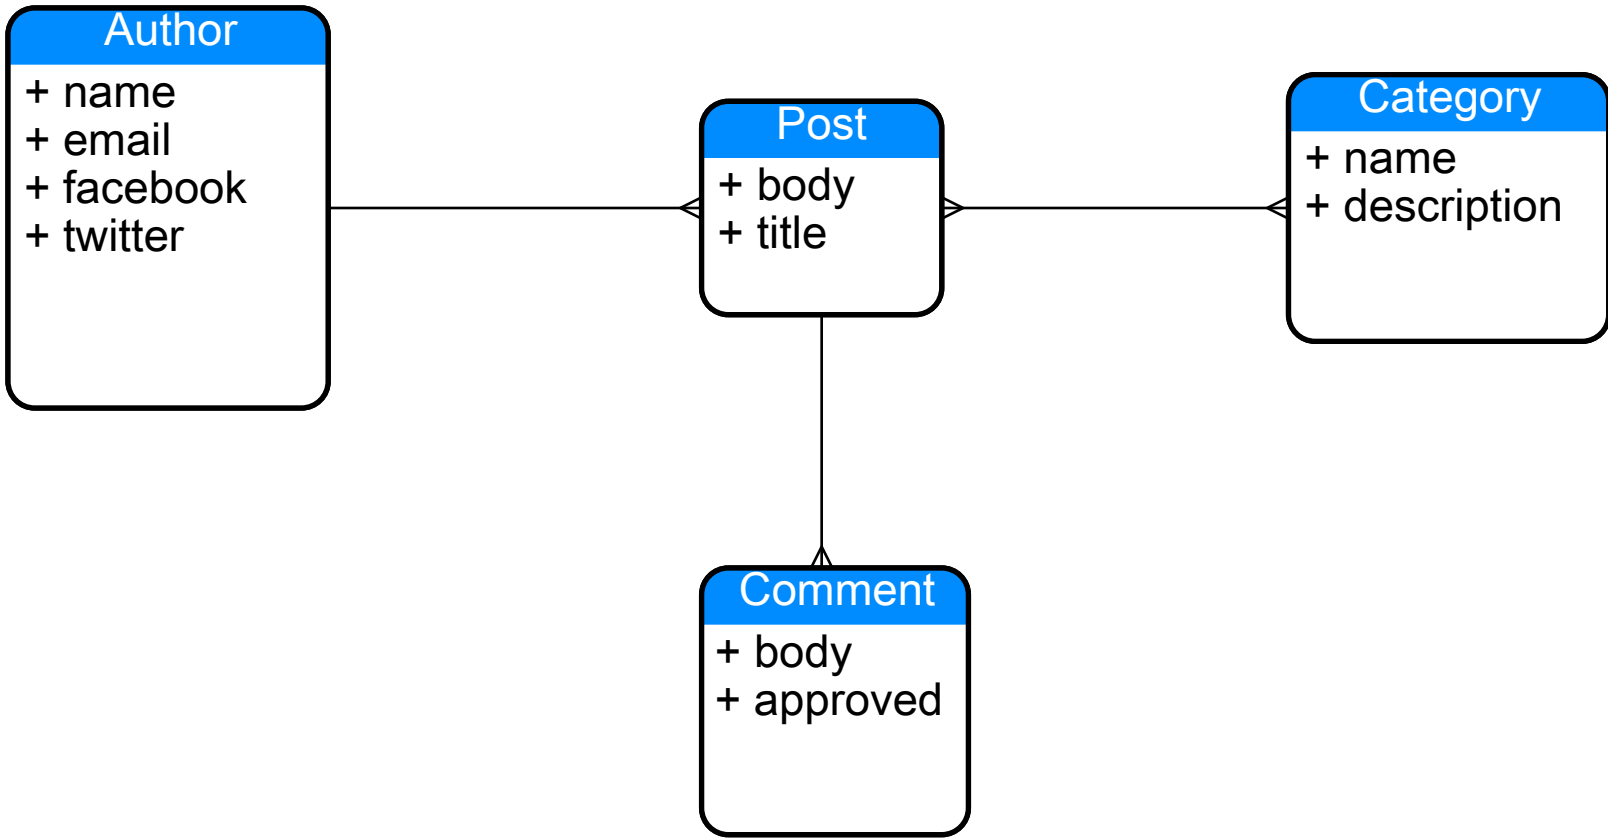 Author
+ name
+ email
+ facebook
+ twitter
Post
+ body
+ title
Category
+ name
+ description
Comment
+ body
+ approved